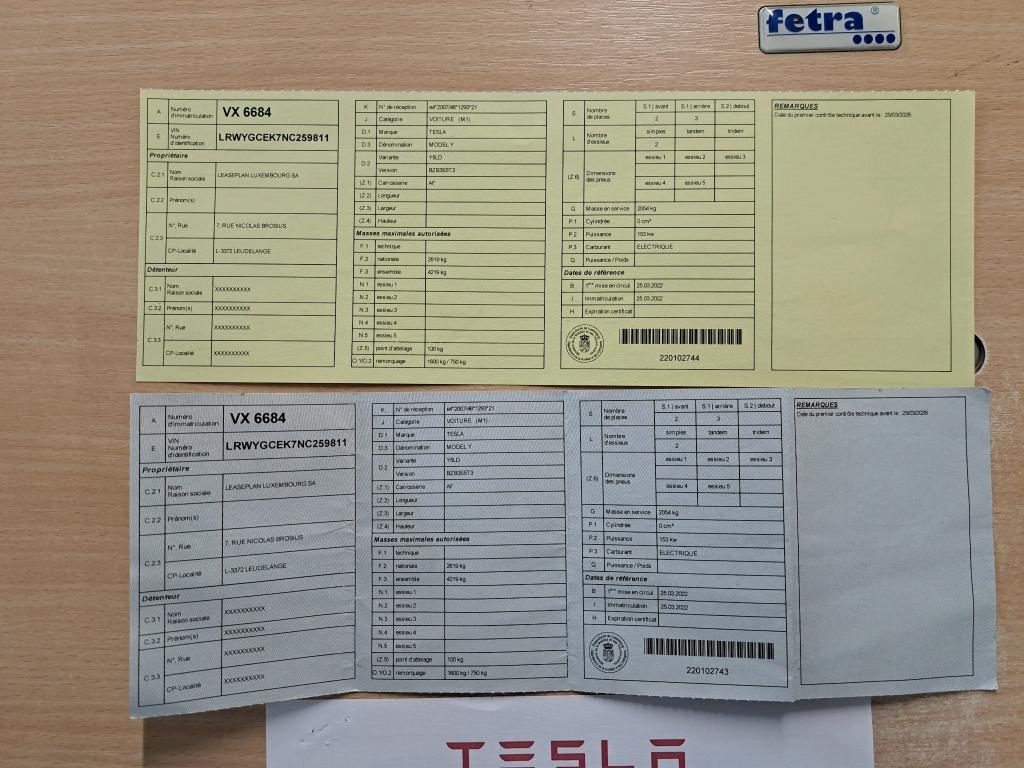 fetra®
A Numéro d'immatriculation VX 6684
E VIN Numéro d'identification LRWYGCEK7NC259811
Propriétaire
C.2.1 Nom Raison sociale LEASEPLAN LUXEMBOURG SA
C.2.2 Prénom(s)
C.2.3 N°, Rue 7, RUE NICOLAS BROSIUS
CP-Localité L-3372 LEUDELANGE
Détenteur
C.3.1 Nom Raison sociale XXXXXXXXXX
C.3.2 Prénom(s) XXXXXXXXXX
C.3.3 N°, Rue XXXXXXXXXX
CP-Localité XXXXXXXXXX
K N° de réception e4*2007/46*1293*21
J Catégorie VOITURE (M1)
D.1 Marque TESLA
D.3 Dénomination MODEL Y
D.2 Variante Y5LD
Version BZB3S5T3
(Z.1) Carrosserie AF
(Z.2) Longueur
(Z.3) Largeur
(Z.4) Hauteur
Masses maximales autorisées
F.1 technique
F.2 nationale 2619 kg
F.3 ensemble 4219 kg
N.1 essieu 1
N.2 essieu 2
N.3 essieu 3
N.4 essieu 4
N.5 essieu 5
(Z.5) point d'attelage 100 kg
O.1/O.2 remorquage 1600 kg / 750 kg
S Nombre de places S.1 | avant S.1 | arrière S.2 | debout
2 3
L Nombre d'essieux simples tandem tridem
2
(Z.6) Dimensions des pneus essieu 1 essieu 2 essieu 3
essieu 4 essieu 5
G Masse en service 2054 kg
P.1 Cylindrée 0 cm³
P.2 Puissance 153 kw
P.3 Carburant ELECTRIQUE
Q Puissance / Poids
Dates de référence
B 1ère mise en circul 25.03.2022
I Immatriculation 25.03.2022
H Expiration certificat
220102744
REMARQUES
Date du premier contrôle technique avant le : 25/03/2026
A Numéro d'immatriculation VX 6684
E VIN Numéro d'identification LRWYGCEK7NC259811
Propriétaire
C.2.1 Nom Raison sociale LEASEPLAN LUXEMBOURG SA
C.2.2 Prénom(s)
C.2.3 N°, Rue 7, RUE NICOLAS BROSIUS
CP-Localité L-3372 LEUDELANGE
Détenteur
C.3.1 Nom Raison sociale XXXXXXXXXX
C.3.2 Prénom(s) XXXXXXXXXX
C.3.3 N°, Rue XXXXXXXXXX
CP-Localité XXXXXXXXXX
K N° de réception e4*2007/46*1293*21
J Catégorie VOITURE (M1)
D.1 Marque TESLA
D.3 Dénomination MODEL Y
D.2 Variante Y5LD
Version BZB3S5T3
(Z.1) Carrosserie AF
(Z.2) Longueur
(Z.3) Largeur
(Z.4) Hauteur
Masses maximales autorisées
F.1 technique
F.2 nationale 2619 kg
F.3 ensemble 4219 kg
N.1 essieu 1
N.2 essieu 2
N.3 essieu 3
N.4 essieu 4
N.5 essieu 5
(Z.5) point d'attelage 100 kg
O.1/O.2 remorquage 1600 kg / 750 kg
S Nombre de places S.1 | avant S.1 | arrière S.2 | debout
2 3
L Nombre d'essieux simples tandem tridem
2
(Z.6) Dimensions des pneus essieu 1 essieu 2 essieu 3
essieu 4 essieu 5
G Masse en service 2054 kg
P.1 Cylindrée 0 cm³
P.2 Puissance 153 kw
P.3 Carburant ELECTRIQUE
Q Puissance / Poids
Dates de référence
B 1ère mise en circul 25.03.2022
I Immatriculation 25.03.2022
H Expiration certificat
220102743
REMARQUES
Date du premier contrôle technique avant le : 25/03/2026
TESLA